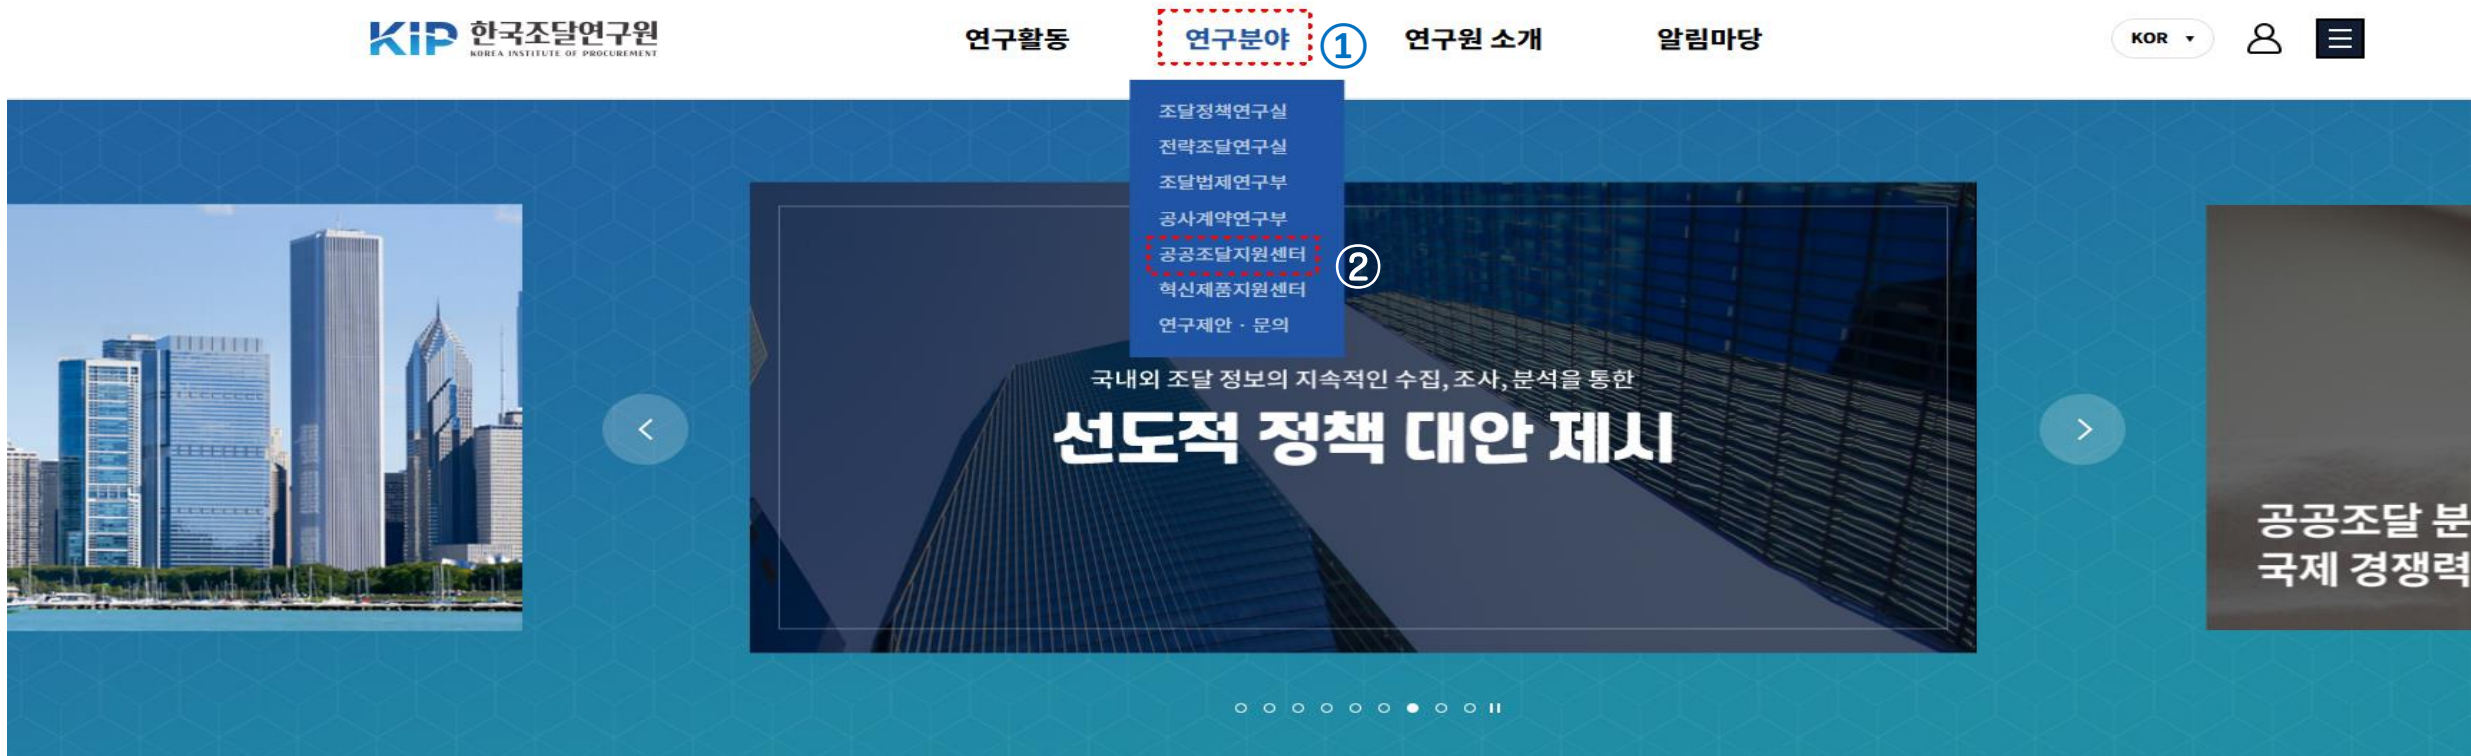 KIP 한국조달연구원
KOREA INSTITUTE OF PROCUREMENT
연구활동
연구분야
①
연구원 소개
알림마당
KOR
조달정책연구실
전략조달연구실
조달법제연구부
공사계약연구부
공공조달지원센터
②
혁신제품지원센터
연구제안 · 문의
국내외 조달 정보의 지속적인 수집, 조사, 분석을 통한
선도적 정책 대안 제시
공공조달 분
국제 경쟁력